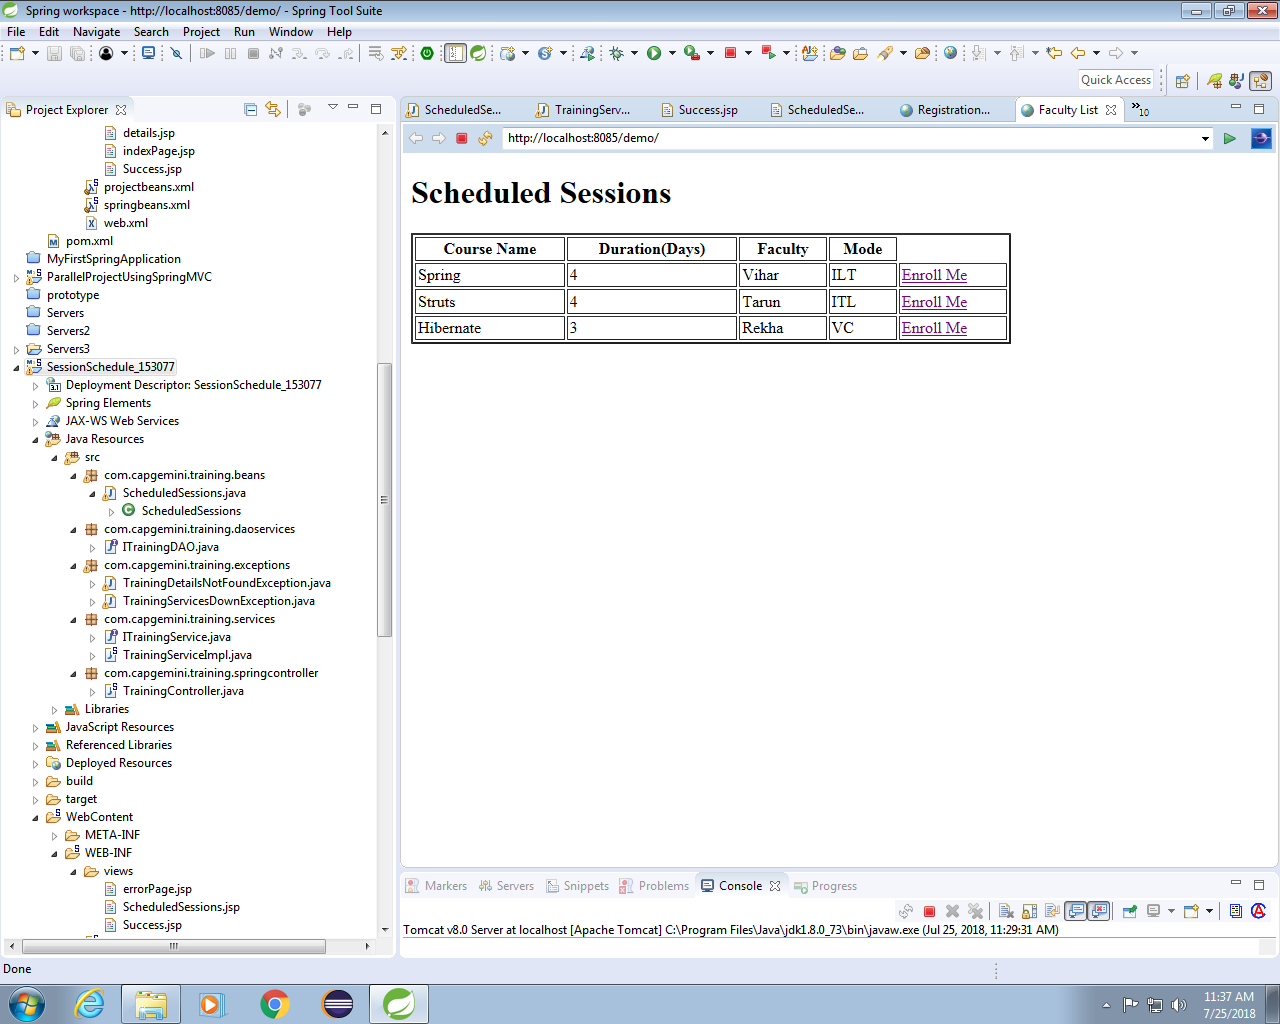 Spring workspace - http://localhost:8085/demo/ - Spring Tool Suite
File Edit Navigate Search Project Run Window Help
Quick Access
Project Explorer
details.jsp
indexPage.jsp
Success.jsp
projectbeans.xml
springbeans.xml
web.xml
pom.xml
MyFirstSpringApplication
ParallelProjectUsingSpringMVC
prototype
Servers
Servers2
Servers3
SessionSchedule_153077
Deployment Descriptor: SessionSchedule_153077
Spring Elements
JAX-WS Web Services
Java Resources
src
com.capgemini.training.beans
ScheduledSessions.java
ScheduledSessions
com.capgemini.training.daoservices
ITrainingDAO.java
com.capgemini.training.exceptions
TrainingDetailsNotFoundException.java
TrainingServicesDownException.java
com.capgemini.training.services
ITrainingService.java
TrainingServiceImpl.java
com.capgemini.training.springcontroller
TrainingController.java
Libraries
JavaScript Resources
Referenced Libraries
Deployed Resources
build
target
WebContent
META-INF
WEB-INF
views
errorPage.jsp
ScheduledSessions.jsp
Success.jsp
ScheduledSe... TrainingServ... Success.jsp ScheduledSe... Registration... Faculty List »10
http://localhost:8085/demo/
Scheduled Sessions
Course Name Duration(Days) Faculty Mode
Spring 4 Vihar ILT Enroll Me
Struts 4 Tarun ITL Enroll Me
Hibernate 3 Rekha VC Enroll Me
Markers Servers Snippets Problems Console Progress
Tomcat v8.0 Server at localhost [Apache Tomcat] C:\Program Files\Java\jdk1.8.0_73\bin\javaw.exe (Jul 25, 2018, 11:29:31 AM)
Done
11:37 AM
7/25/2018